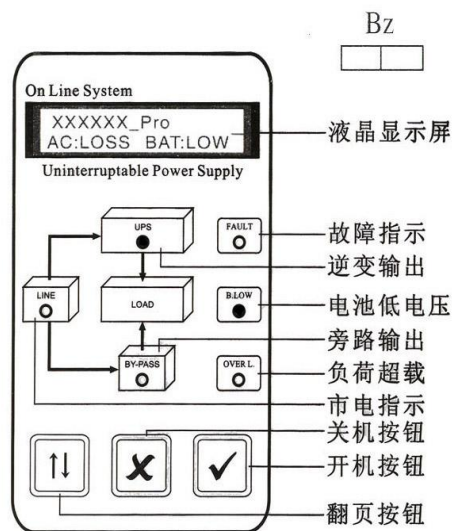 Bz
On Line System
XXXXXX_Pro
AC:LOSS BAT:LOW_
液晶显示屏
Uninterruptable Power Supply
UPS
FAULT
故障指示
逆变输出
LINE
LOAD
B.LOW
电池低电压
旁路输出
BY-PASS
OVER L.
负荷超载
市电指示
关机按钮
开机按钮
翻页按钮